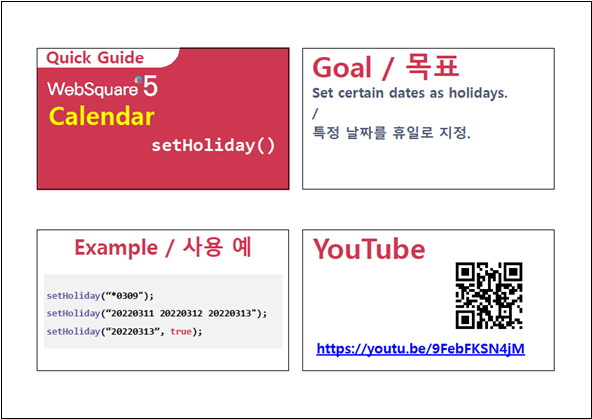 Quick Guide
WebSquare 5
Calendar
setHoliday()
Goal / 목표
Set certain dates as holidays.
/
특정 날짜를 휴일로 지정.
Example / 사용 예
setHoliday(“*0309");
setHoliday(“20220311 20220312 20220313");
setHoliday(“20220313”, true);
YouTube
https://youtu.be/9FebFKSN4jM